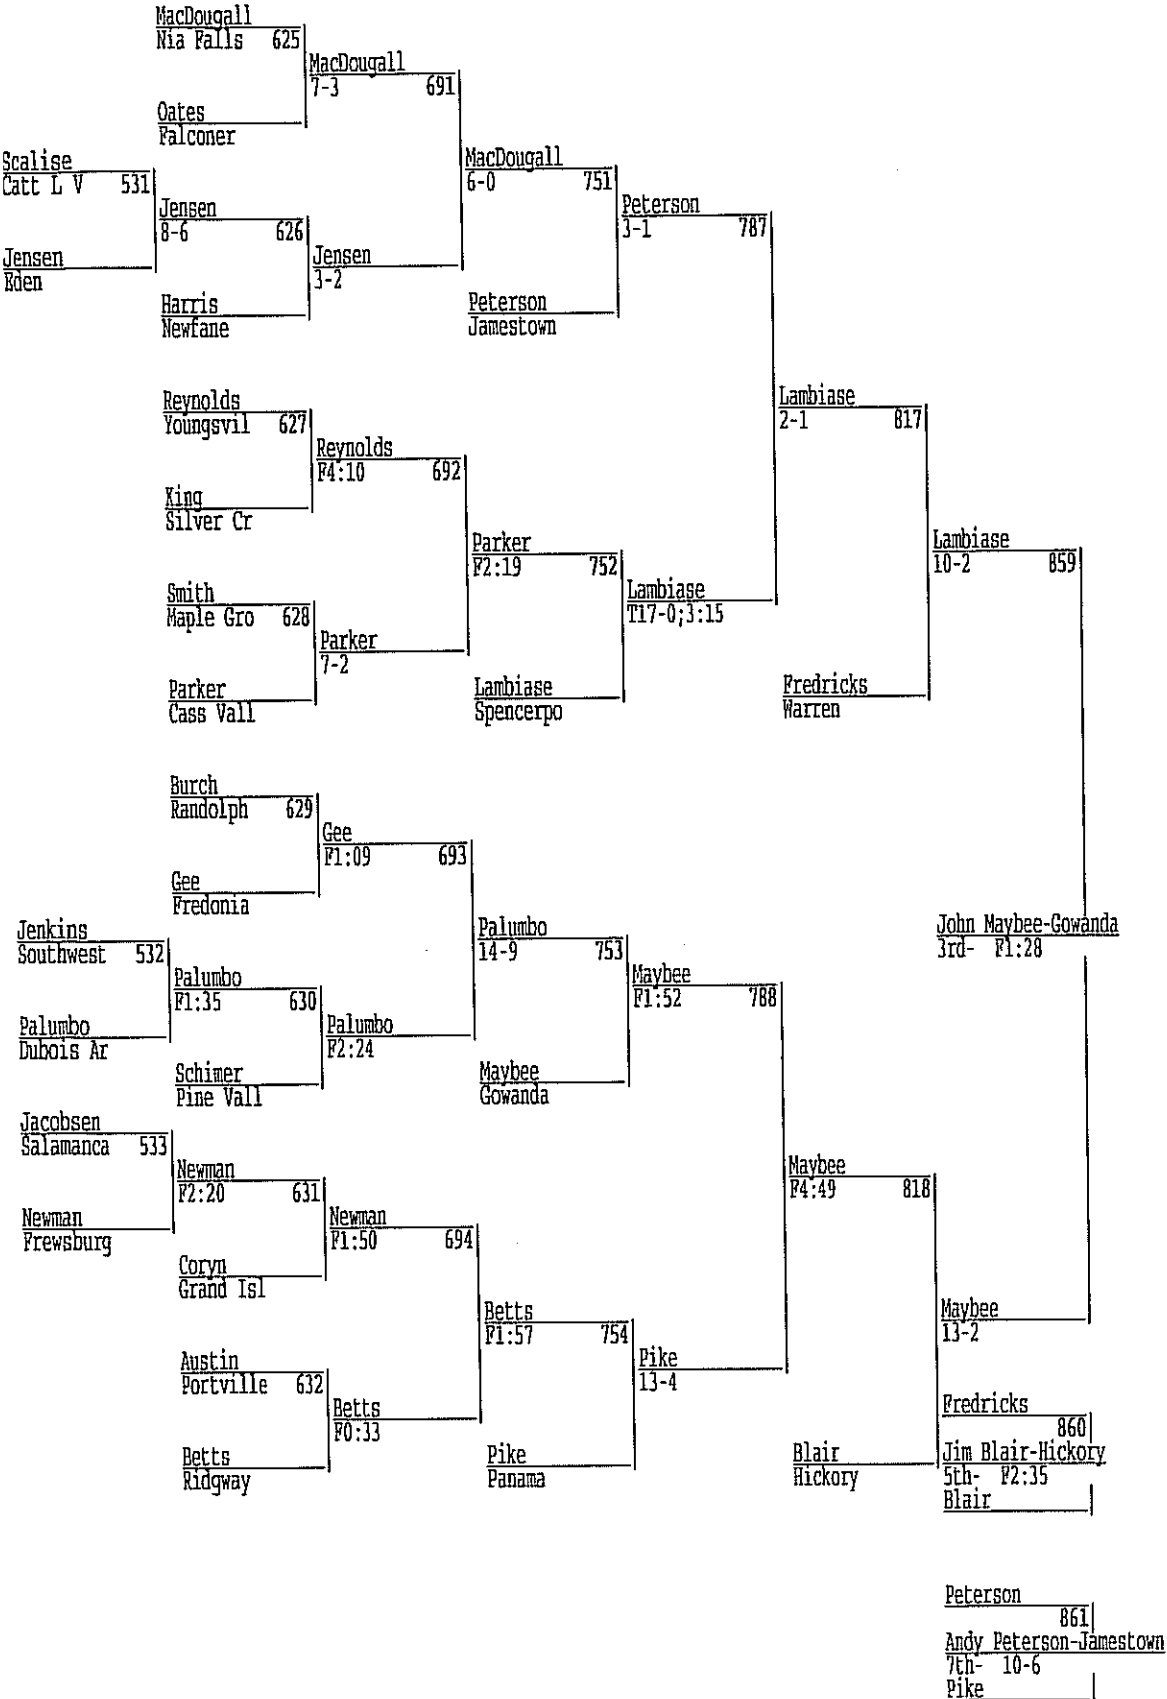 MacDougall
Nia Falls 625
MacDougall
7-3 691
Oates
Falconer
Scalise
Catt L V 531
MacDougall
6-0 751
Jensen
8-6 626
Peterson
3-1 787
Jensen
Eden
Jensen
3-2
Harris
Newfane
Peterson
Jamestown
Reynolds
Youngsvil 627
Lambiase
2-1 817
Reynolds
F4:10 692
King
Silver Cr
Parker
F2:19 752
Lambiase
10-2 859
Smith
Maple Gro 628
Lambiase
T17-0;3:15
Parker
7-2
Parker
Cass Vall
Lambiase
Spencerpo
Fredricks
Warren
Burch
Randolph 629
Gee
F1:09 693
Gee
Fredonia
Jenkins
Southwest 532
Palumbo
14-9 753
John Maybee-Gowanda
3rd- F1:28
Palumbo
F1:35 630
Maybee
F1:52 788
Palumbo
Dubois Ar
Palumbo
F2:24
Schimer
Pine Vall
Maybee
Gowanda
Jacobsen
Salamanca 533
Newman
F2:20 631
Maybee
F4:49 818
Newman
Frewsburg
Newman
F1:50 694
Coryn
Grand Isl
Betts
F1:57 754
Maybee
13-2
Austin
Portville 632
Pike
13-4
Betts
F0:33
Fredricks
860
Betts
Ridgway
Pike
Panama
Blair
Hickory
Jim Blair-Hickory
5th- F2:35
Blair
Peterson
861
Andy Peterson-Jamestown
7th- 10-6
Pike